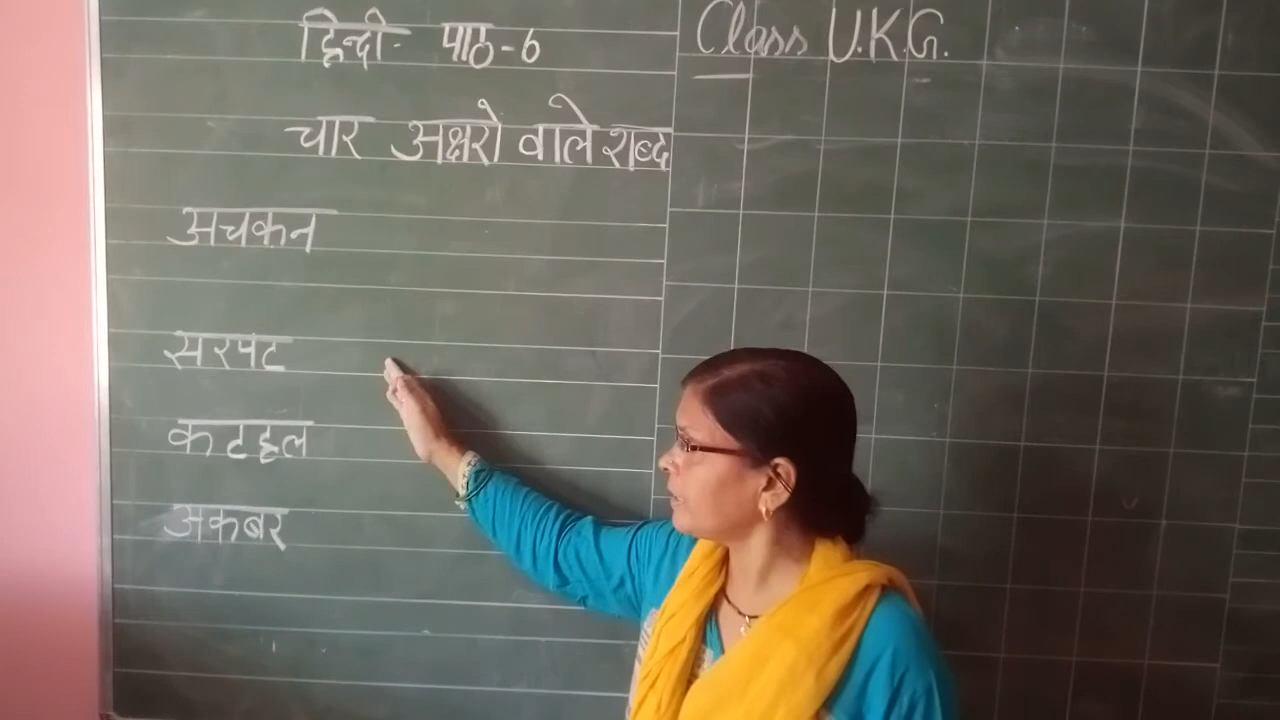 हिन्दी - पाठ - 6
Class U.K.G.
चार अक्षरो वाले शब्द
अचकन
सरपट
कटहल
अकबर